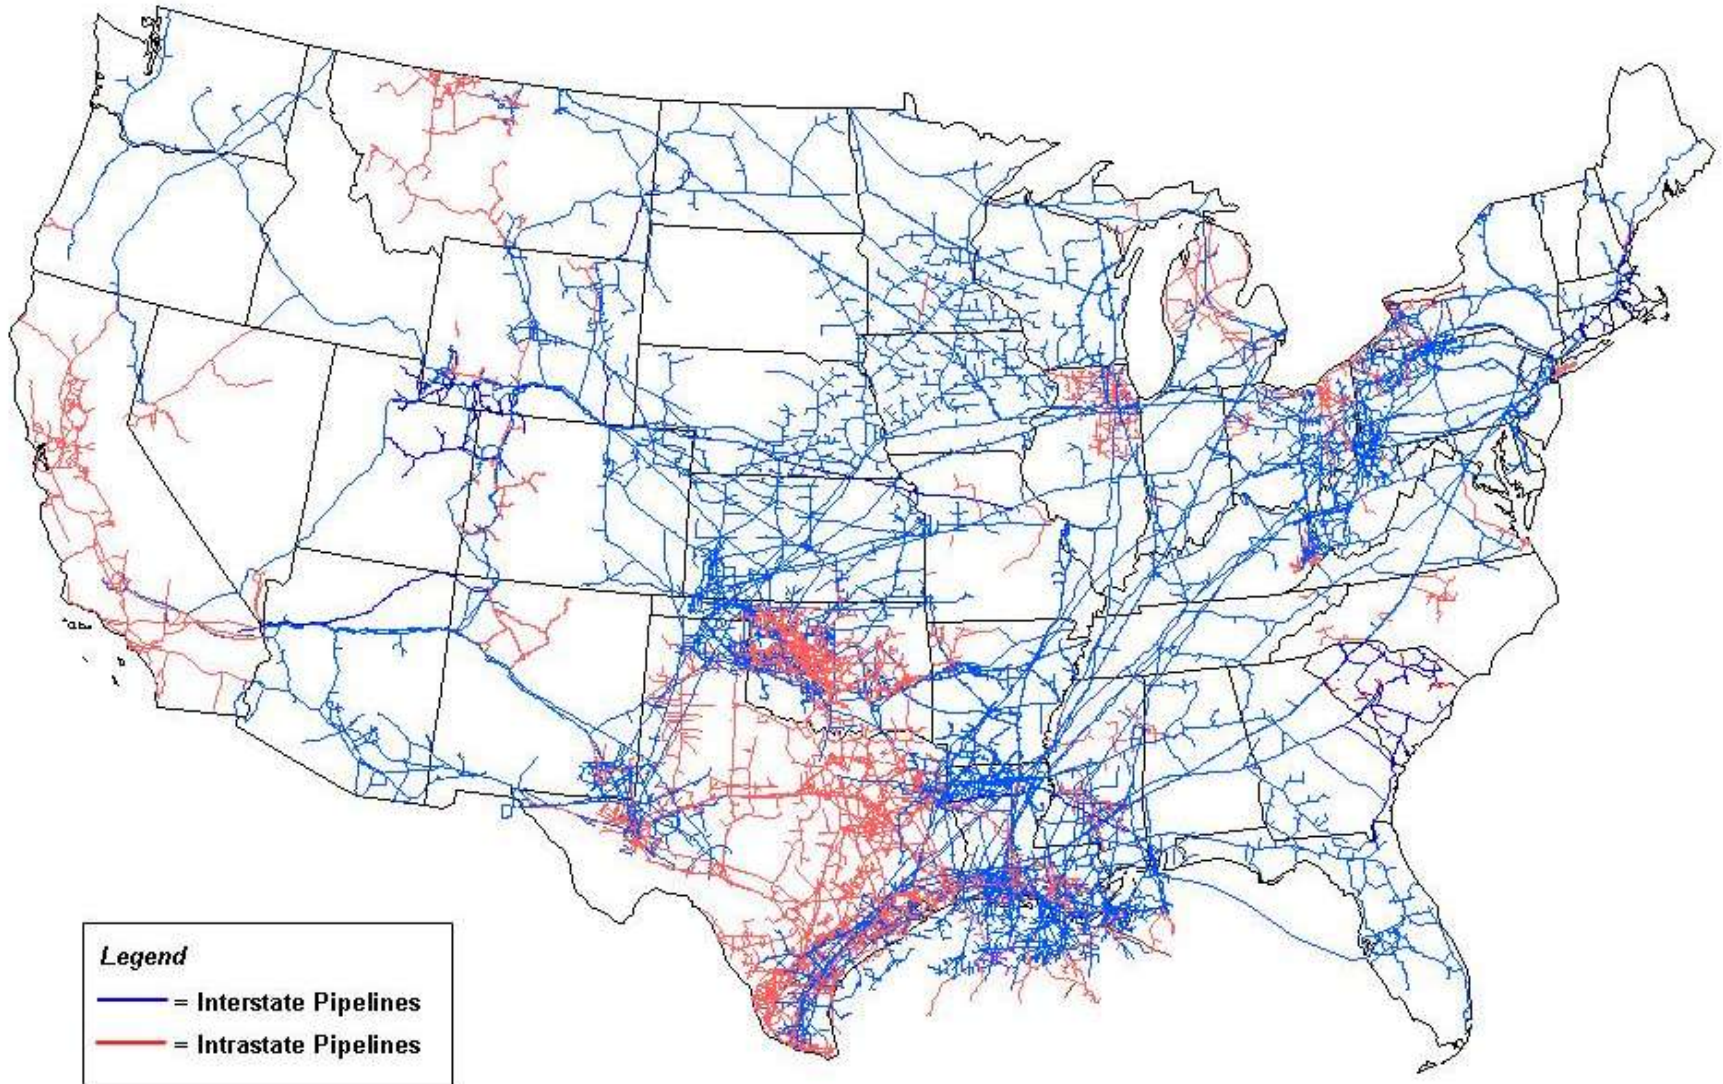 Legend
= Interstate Pipelines
= Intrastate Pipelines